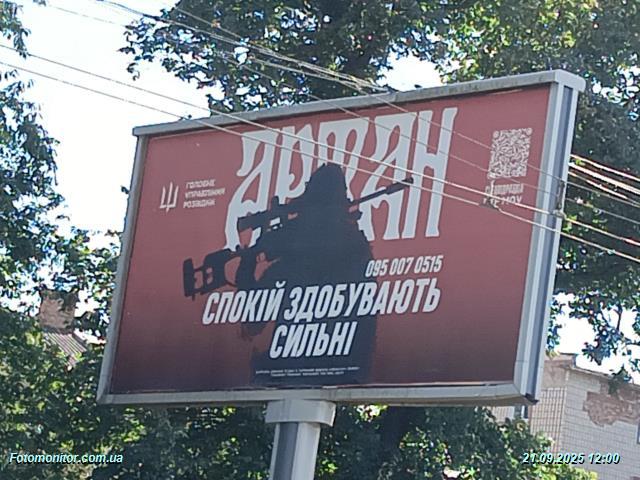 АРТАН
ГОЛОВНЕ
УПРАВЛІННЯ
РОЗВІДКИ
095 007 0515
СПОКІЙ ЗДОБУВАЮТЬ
СИЛЬНІ
Fotomonitor.com.ua
21.09.2025 12:00